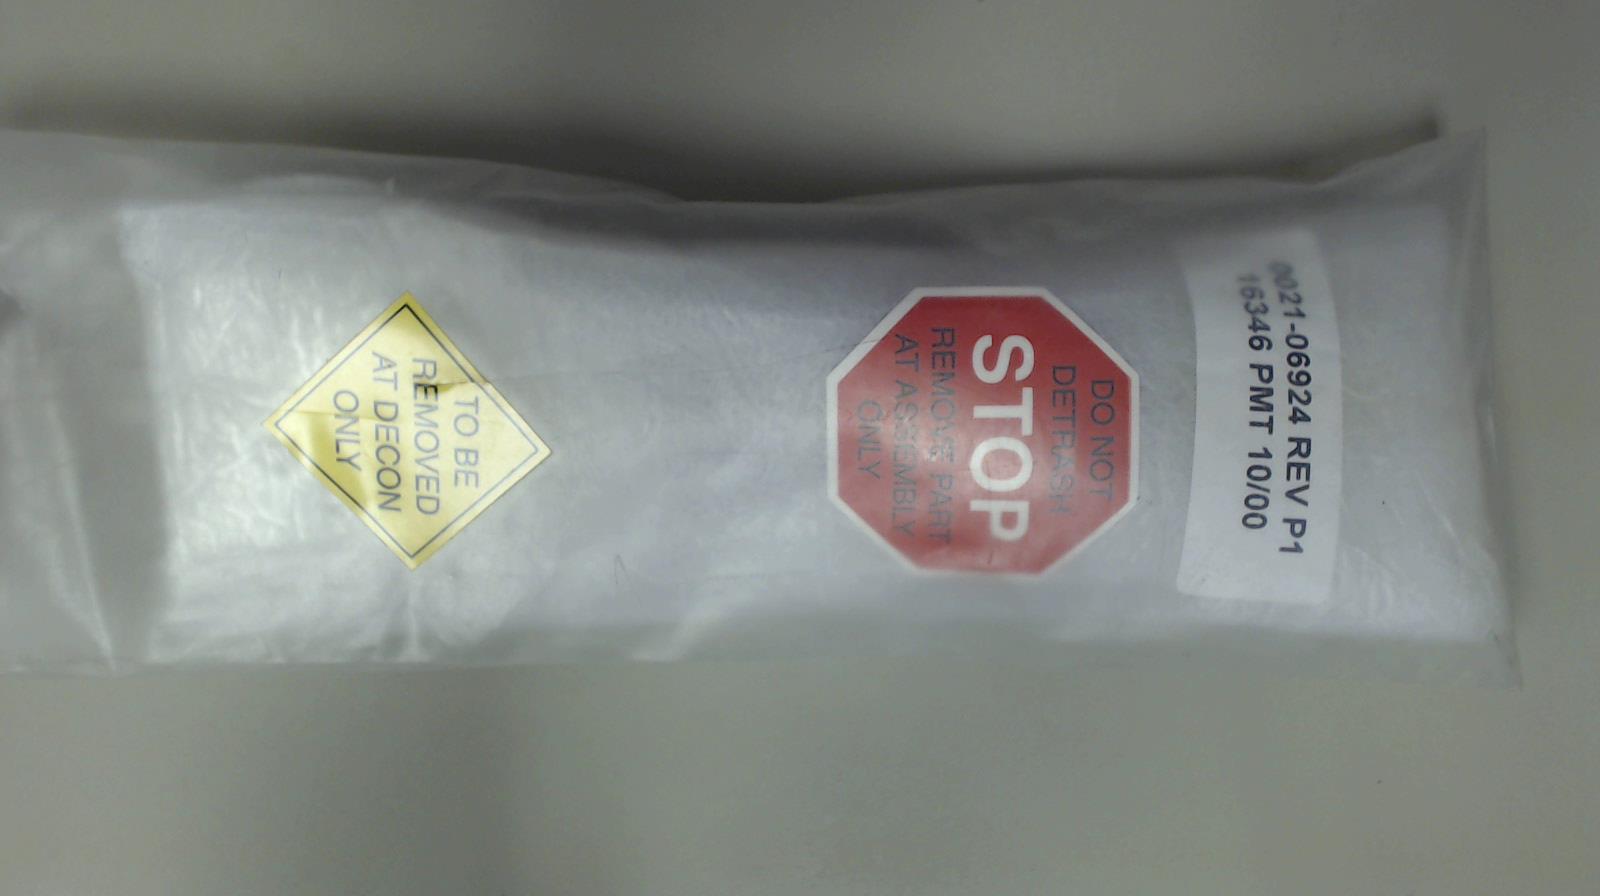 0021-06924 REV P1
16346 PMT 10/00
DO NOT
DETRASH
STOP
REMOVE PART
AT ASSEMBLY
ONLY
TO BE
REMOVED
AT DECON
ONLY